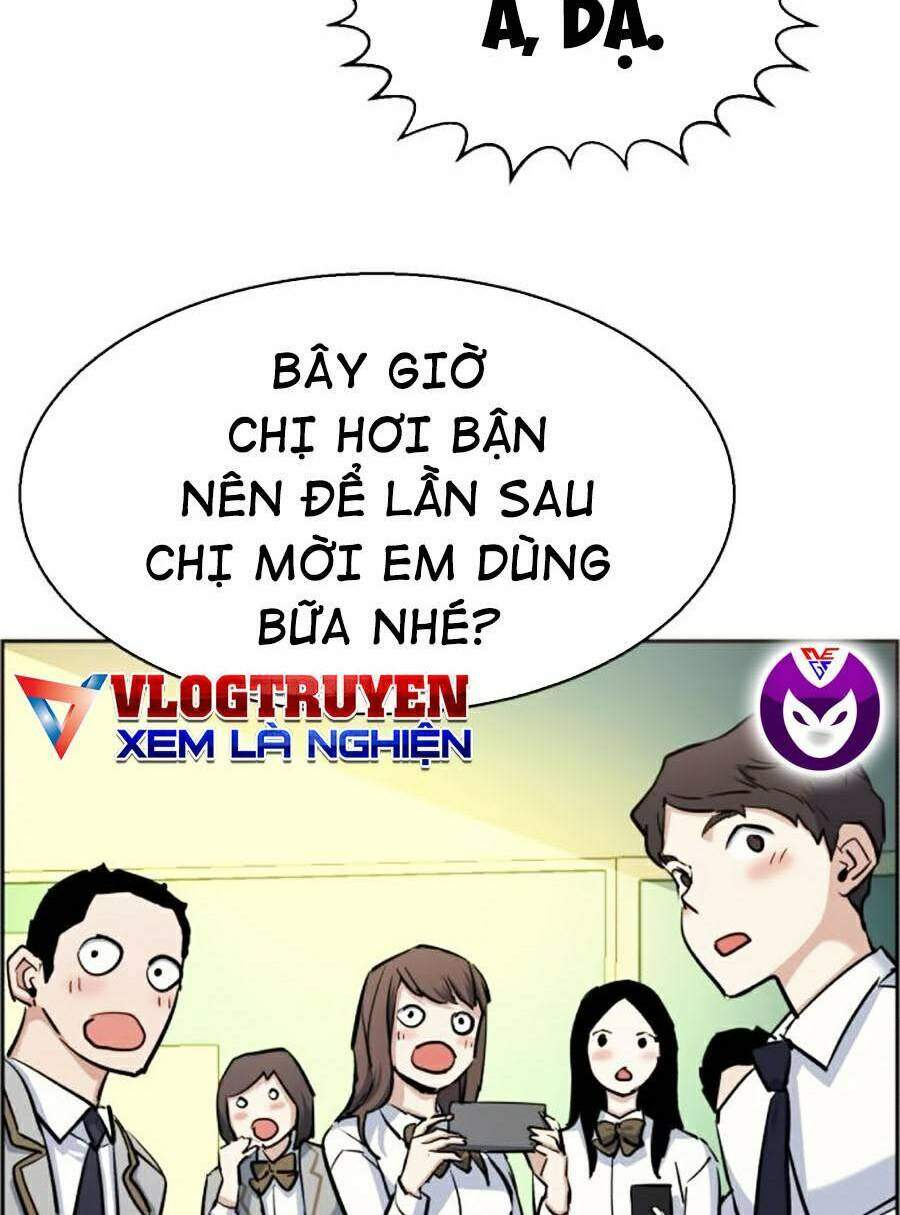 À, DẠ.
BÂY GIỜ
CHỊ HƠI BẬN
NÊN ĐỂ LẦN SAU
CHỊ MỜI EM DÙNG
BỮA NHÉ?
VLOGTRUYEN
XEM LÀ NGHIỆN